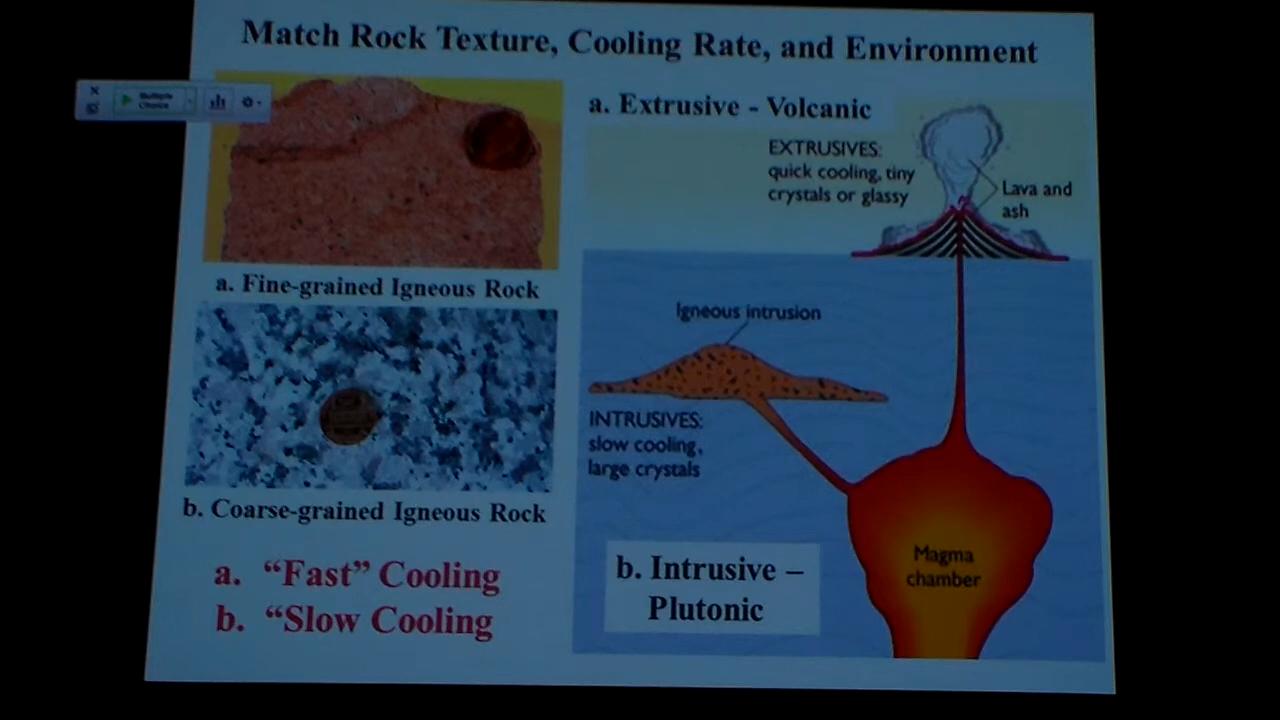 Match Rock Texture, Cooling Rate, and Environment
Multiple
Choice
a. Fine-grained Igneous Rock
b. Coarse-grained Igneous Rock
a. “Fast” Cooling
b. “Slow Cooling
a. Extrusive - Volcanic
EXTRUSIVES:
quick cooling, tiny
crystals or glassy
Lava and
ash
Igneous intrusion
INTRUSIVES:
slow cooling,
large crystals
Magma
chamber
b. Intrusive –
Plutonic